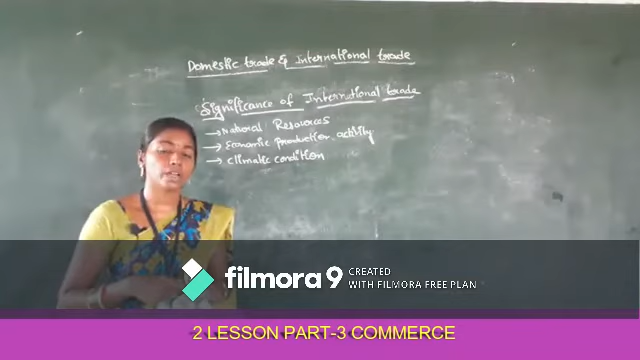 Domestic trade & International trade
Significance of International trade
→ Natural Resources
→ Economic production activity.
→ climatic condition
filmora 9 CREATED
WITH FILMORA FREE PLAN
2 LESSON PART-3 COMMERCE